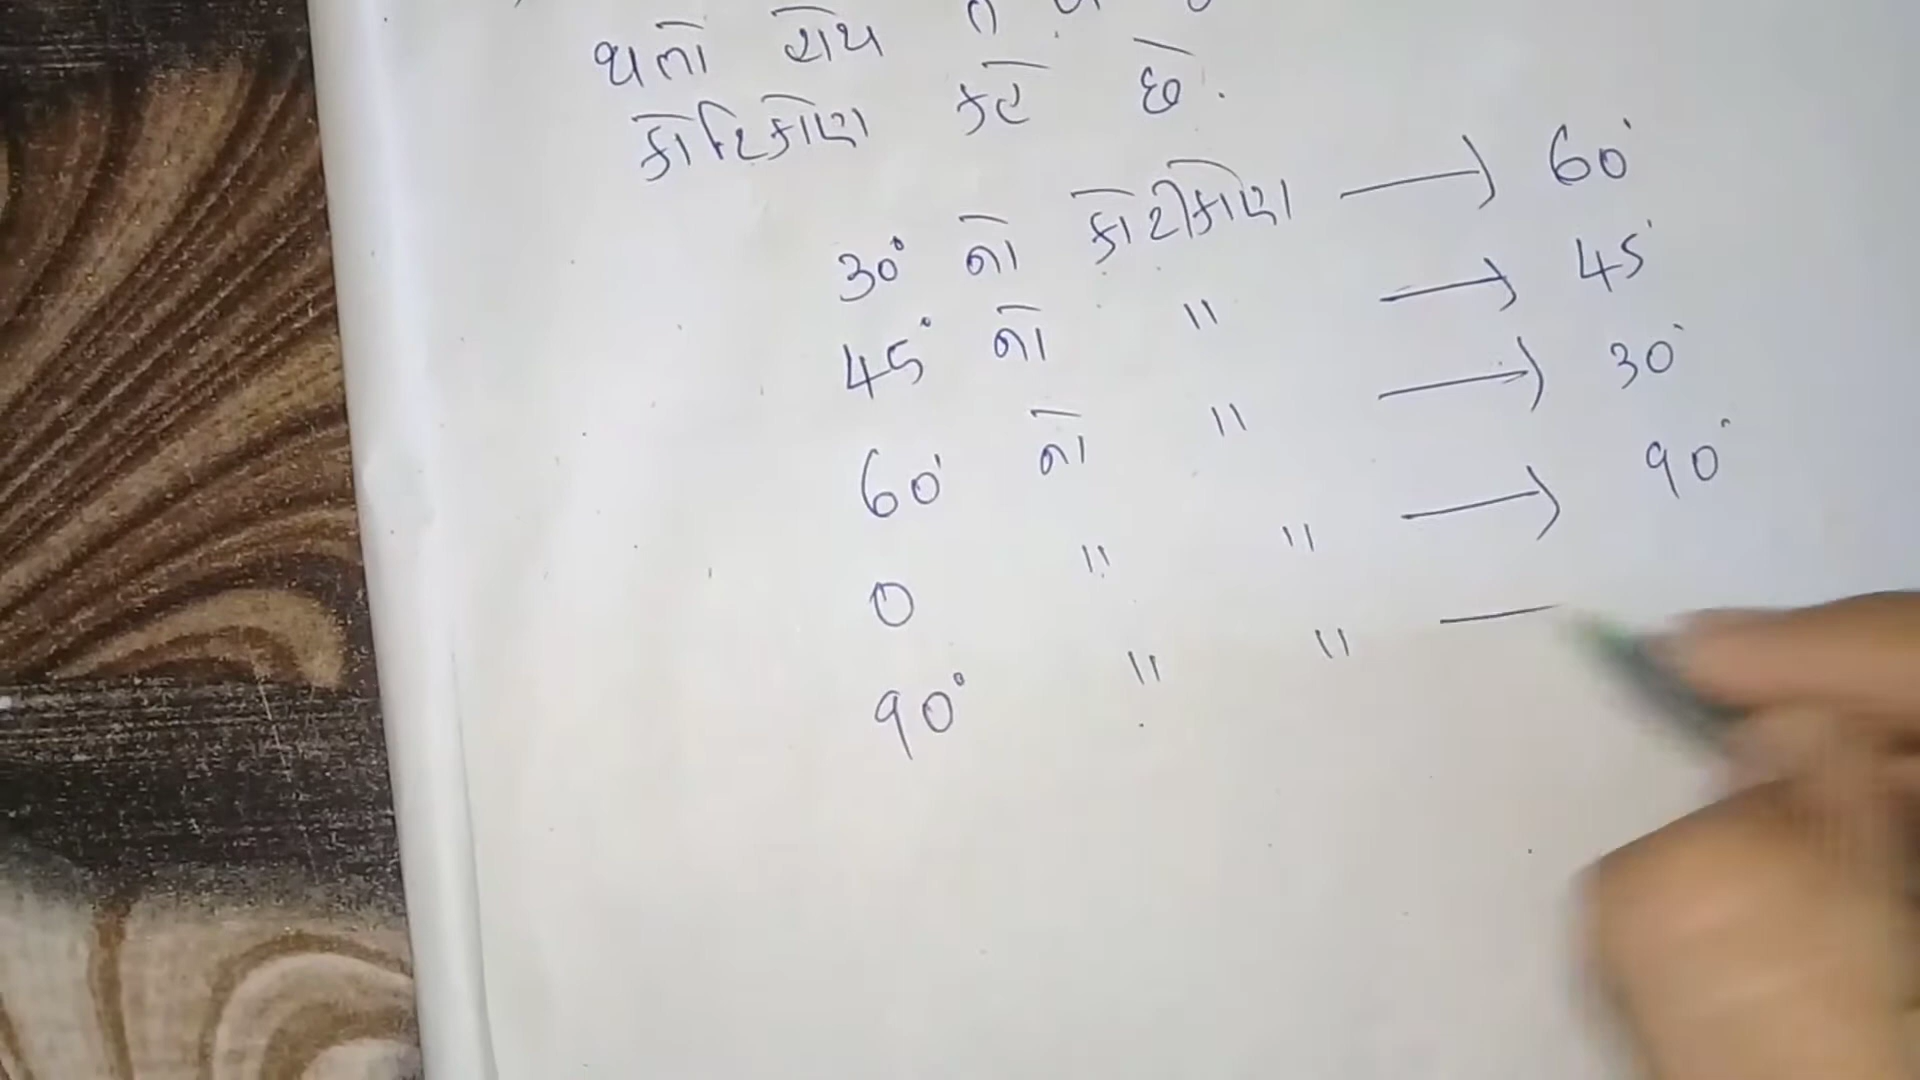 થતો હોય તે
કોટિકોણ કહે છે.
30° નો કોટીકોણ → 60°
45° નો " → 45°
60° નો " → 30°
0 " " → 90°
90° " " —